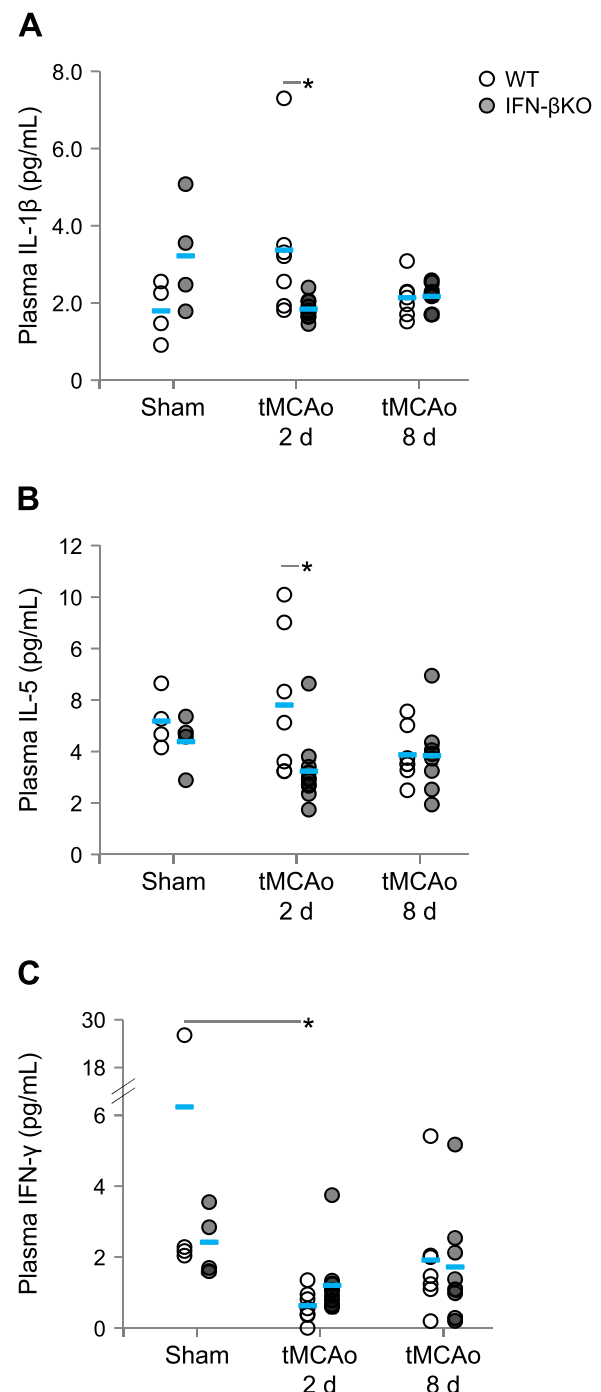 A
8.0
6.0
4.0
2.0
0
Plasma IL-1β (pg/mL)
*
WT
IFN-βKO
Sham
tMCAo
2 d
tMCAo
8 d
B
12
10
6
8
4
2
0
Plasma IL-5 (pg/mL)
*
Sham
tMCAo
2 d
tMCAo
8 d
C
30
18
6
4
2
0
Plasma IFN-γ (pg/mL)
*
Sham
tMCAo
2 d
tMCAo
8 d